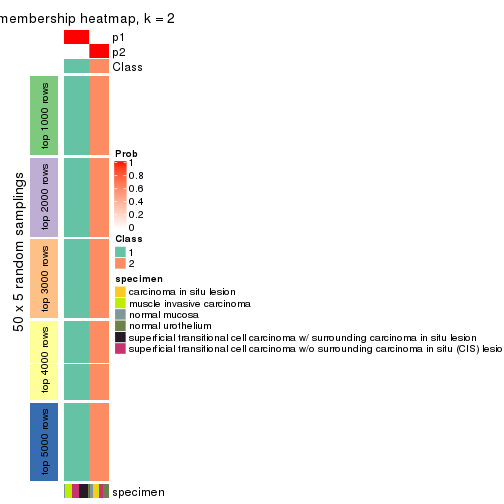 membership heatmap, k = 2
p1
p2
Class
50 x 5 random samplings
top 1000 rows
top 2000 rows
top 3000 rows
top 4000 rows
top 5000 rows
Prob
1
0.8
0.6
0.4
0.2
0
Class
1
2
specimen
carcinoma in situ lesion
muscle invasive carcinoma
normal mucosa
normal urothelium
superficial transitional cell carcinoma w/ surrounding carcinoma in situ lesion
superficial transitional cell carcinoma w/o surrounding carcinoma in situ (CIS) lesio
specimen